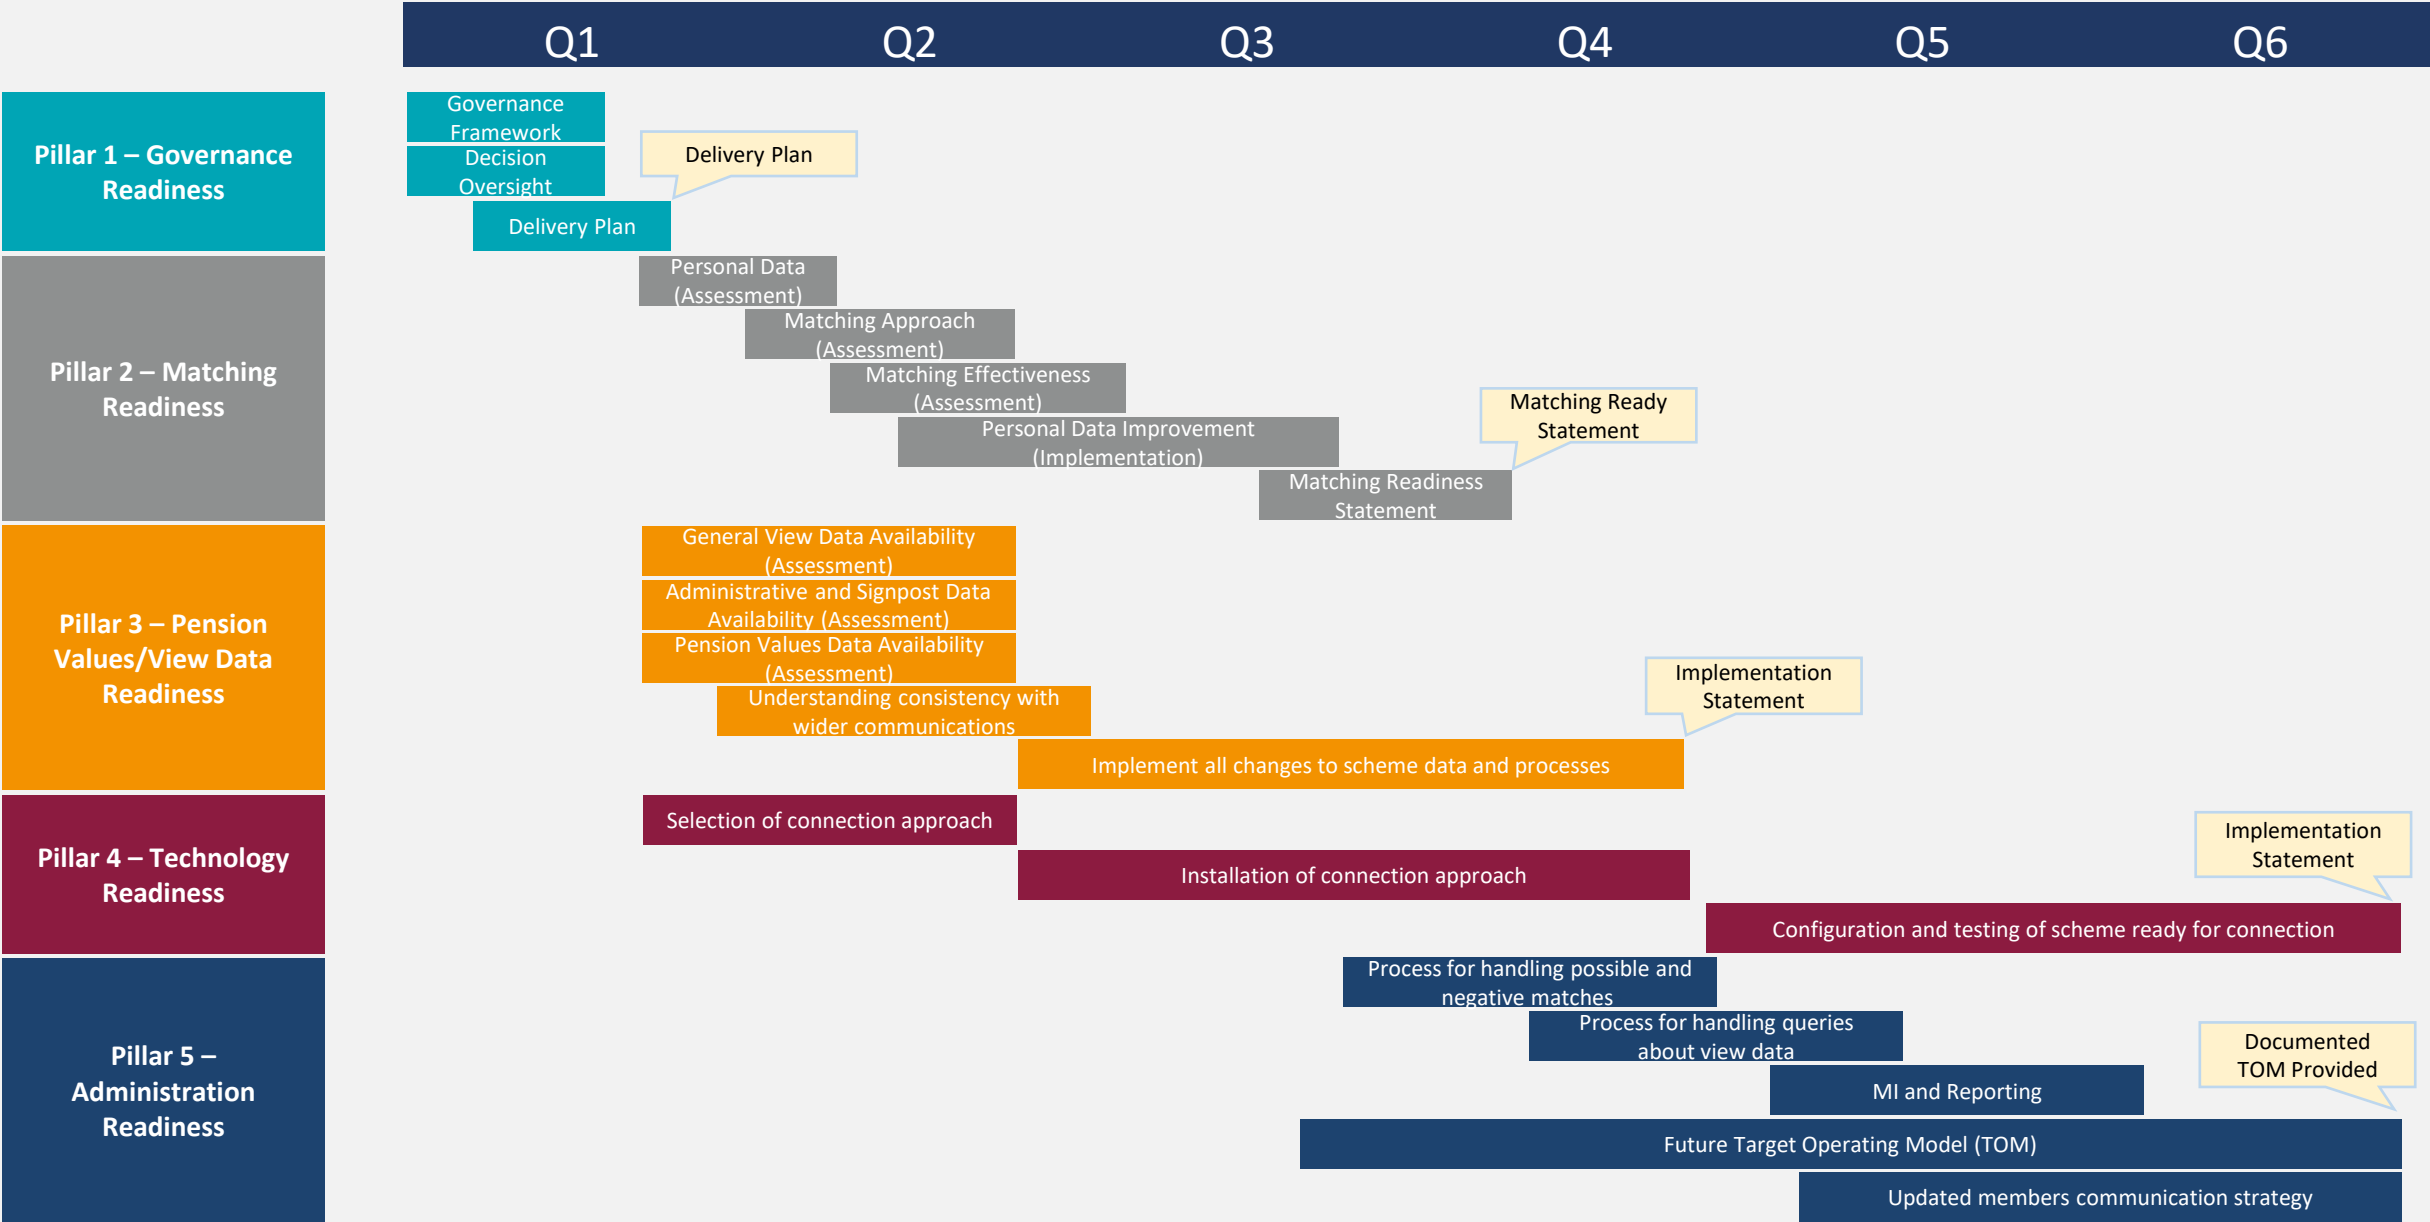 Q1
Q2
Q3
Q4
Q5
Q6
Pillar 1 – Governance
Readiness
Governance
Framework
Decision
Oversight
Delivery Plan
Delivery Plan
Pillar 2 – Matching
Readiness
Personal Data
(Assessment)
Matching Approach
(Assessment)
Matching Effectiveness
(Assessment)
Personal Data Improvement
(Implementation)
Matching Ready
Statement
Matching Readiness
Statement
Pillar 3 – Pension
Values/View Data
Readiness
General View Data Availability
(Assessment)
Administrative and Signpost Data
Availability (Assessment)
Pension Values Data Availability
(Assessment)
Understanding consistency with
wider communications
Implementation
Statement
Implement all changes to scheme data and processes
Pillar 4 – Technology
Readiness
Selection of connection approach
Installation of connection approach
Implementation
Statement
Configuration and testing of scheme ready for connection
Pillar 5 –
Administration
Readiness
Process for handling possible and
negative matches
Process for handling queries
about view data
Documented
TOM Provided
MI and Reporting
Future Target Operating Model (TOM)
Updated members communication strategy